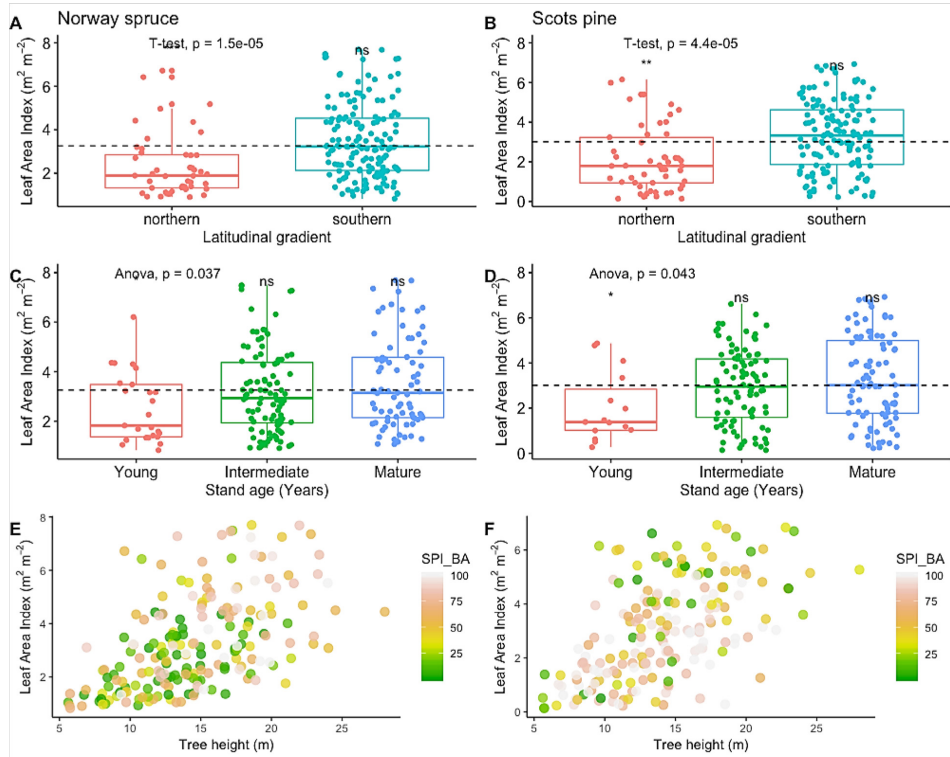 A Norway spruce
T-test, p = 1.5e-05
ns
Leaf Area Index (m² m⁻²)
8
6
4
2
northern southern
Latitudinal gradient
B Scots pine
T-test, p = 4.4e-05
**
ns
Leaf Area Index (m² m⁻²)
8
6
4
2
0
northern southern
Latitudinal gradient
C
Anova, p = 0.037
ns ns
Leaf Area Index (m² m⁻²)
8
6
4
2
Young Intermediate Mature
Stand age (Years)
D
Anova, p = 0.043
*
ns ns
Leaf Area Index (m² m⁻²)
8
6
4
2
0
Young Intermediate Mature
Stand age (Years)
E
Leaf Area Index (m² m⁻²)
8
6
4
2
5 10 15 20 25
Tree height (m)
SPI_BA
100
75
50
25
F
Leaf Area Index (m² m⁻²)
6
4
2
0
5 10 15 20 25
Tree height (m)
SPI_BA
100
75
50
25